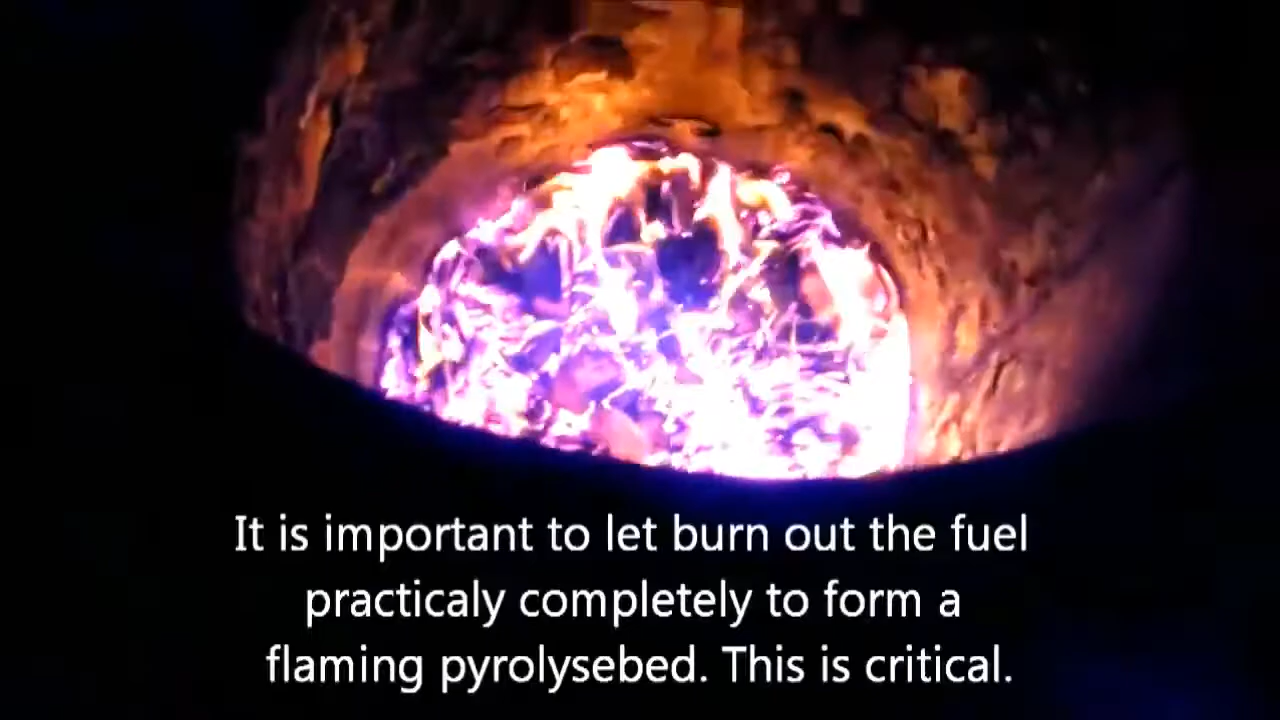 It is important to let burn out the fuel
practicaly completely to form a
flaming pyrolysebed. This is critical.